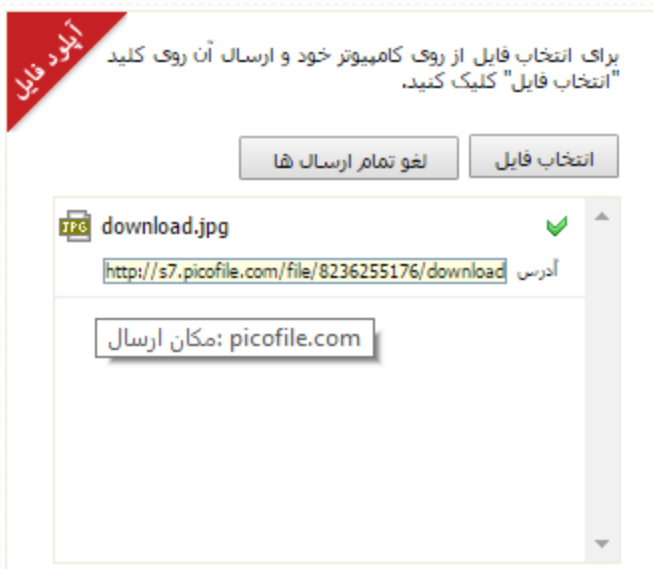 آپلود فایل
برای انتخاب فایل از روی کامپیوتر خود و ارسال آن روی کلید
"انتخاب فایل" کلیک کنید.
انتخاب فایل
لغو تمام ارسال ها
JPG
download.jpg
آدرس http://s7.picofile.com/file/8236255176/download
مکان ارسال: picofile.com